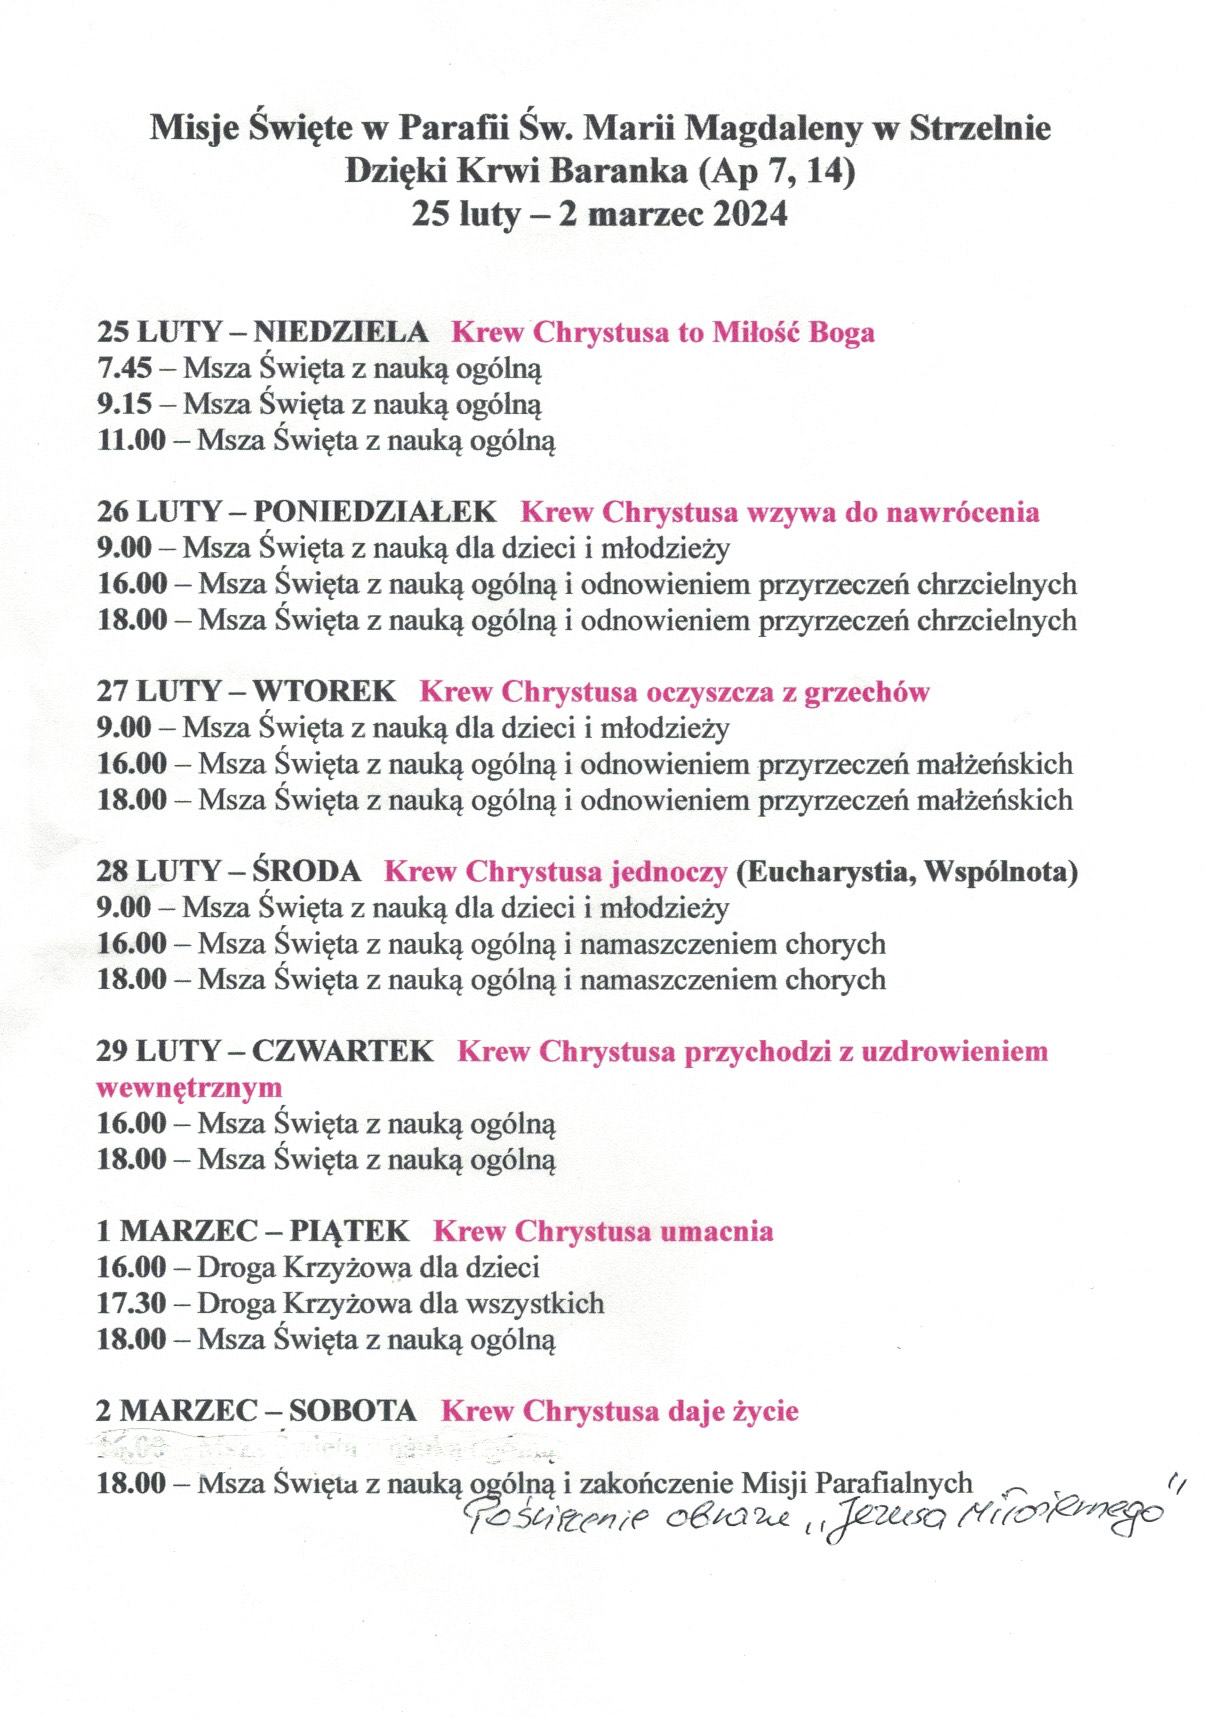 Misje Święte w Parafii Św. Marii Magdaleny w Strzelnie
Dzięki Krwi Baranka (Ap 7, 14)
25 luty – 2 marzec 2024
25 LUTY – NIEDZIELA Krew Chrystusa to Miłość Boga
7.45 – Msza Święta z nauką ogólną
9.15 – Msza Święta z nauką ogólną
11.00 – Msza Święta z nauką ogólną
26 LUTY – PONIEDZIAŁEK Krew Chrystusa wzywa do nawrócenia
9.00 – Msza Święta z nauką dla dzieci i młodzieży
16.00 – Msza Święta z nauką ogólną i odnowieniem przyrzeczeń chrzcielnych
18.00 – Msza Święta z nauką ogólną i odnowieniem przyrzeczeń chrzcielnych
27 LUTY – WTOREK Krew Chrystusa oczyszcza z grzechów
9.00 – Msza Święta z nauką dla dzieci i młodzieży
16.00 – Msza Święta z nauką ogólną i odnowieniem przyrzeczeń małżeńskich
18.00 – Msza Święta z nauką ogólną i odnowieniem przyrzeczeń małżeńskich
28 LUTY – ŚRODA Krew Chrystusa jednoczy (Eucharystia, Wspólnota)
9.00 – Msza Święta z nauką dla dzieci i młodzieży
16.00 – Msza Święta z nauką ogólną i namaszczeniem chorych
18.00 – Msza Święta z nauką ogólną i namaszczeniem chorych
29 LUTY – CZWARTEK Krew Chrystusa przychodzi z uzdrowieniem
wewnętrznym
16.00 – Msza Święta z nauką ogólną
18.00 – Msza Święta z nauką ogólną
1 MARZEC – PIĄTEK Krew Chrystusa umacnia
16.00 – Droga Krzyżowa dla dzieci
17.30 – Droga Krzyżowa dla wszystkich
18.00 – Msza Święta z nauką ogólną
2 MARZEC – SOBOTA Krew Chrystusa daje życie
18.00 – Msza Święta z nauką ogólną i zakończenie Misji Parafialnych
Poświęcenie obrazu „Jezusa Miłosiernego"